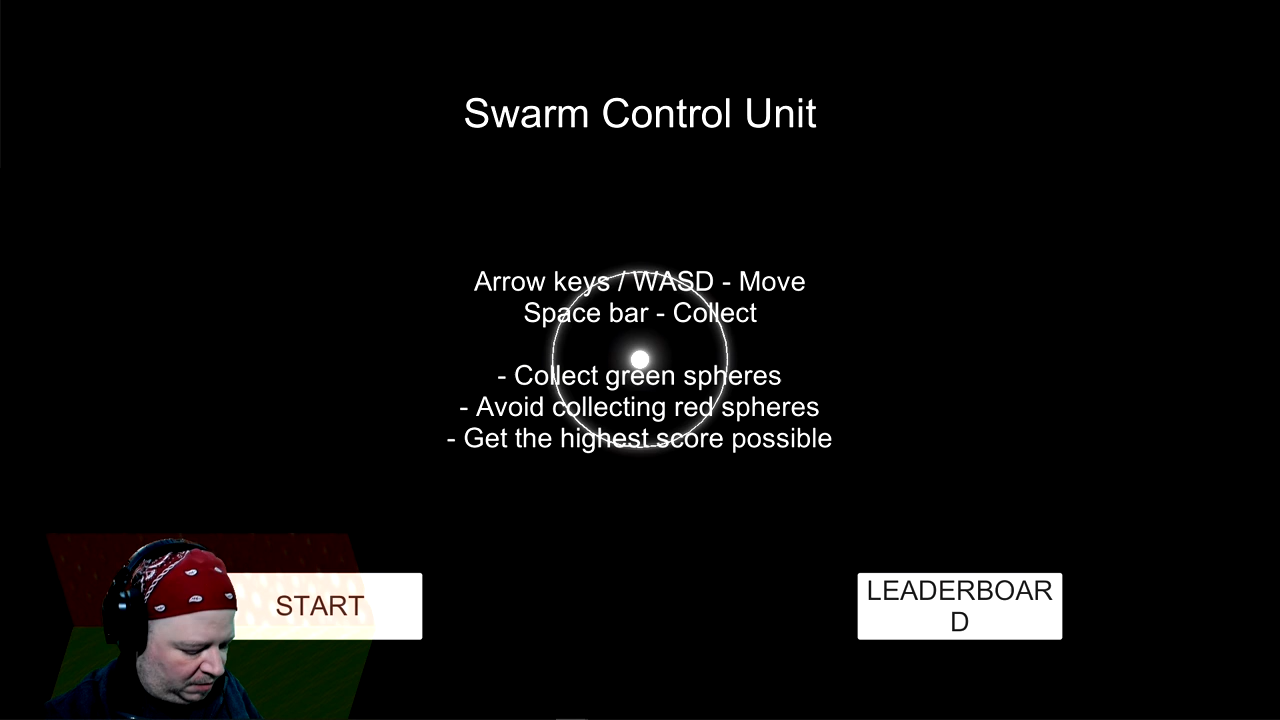 Swarm Control Unit
Arrow keys / WASD - Move
Space bar - Collect
- Collect green spheres
- Avoid collecting red spheres
- Get the highest score possible
START
LEADERBOAR
D